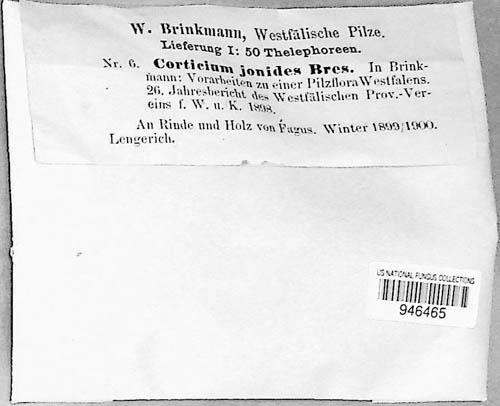 W. Brinkmann, Westfälische Pilze.
Lieferung I: 50 Thelephoreen.
Nr. 6. Corticium jonides Bres. In Brink-
mann: Vorarbeiten zu einer Pilzflora Westfalens.
26. Jahresbericht des Westfälischen Prov.-Ver-
eins f. W. u. K. 1898.
An Rinde und Holz von Fagus. Winter 1899/1900.
Lengerich.
US NATIONAL FUNGUS COLLECTIONS
946465